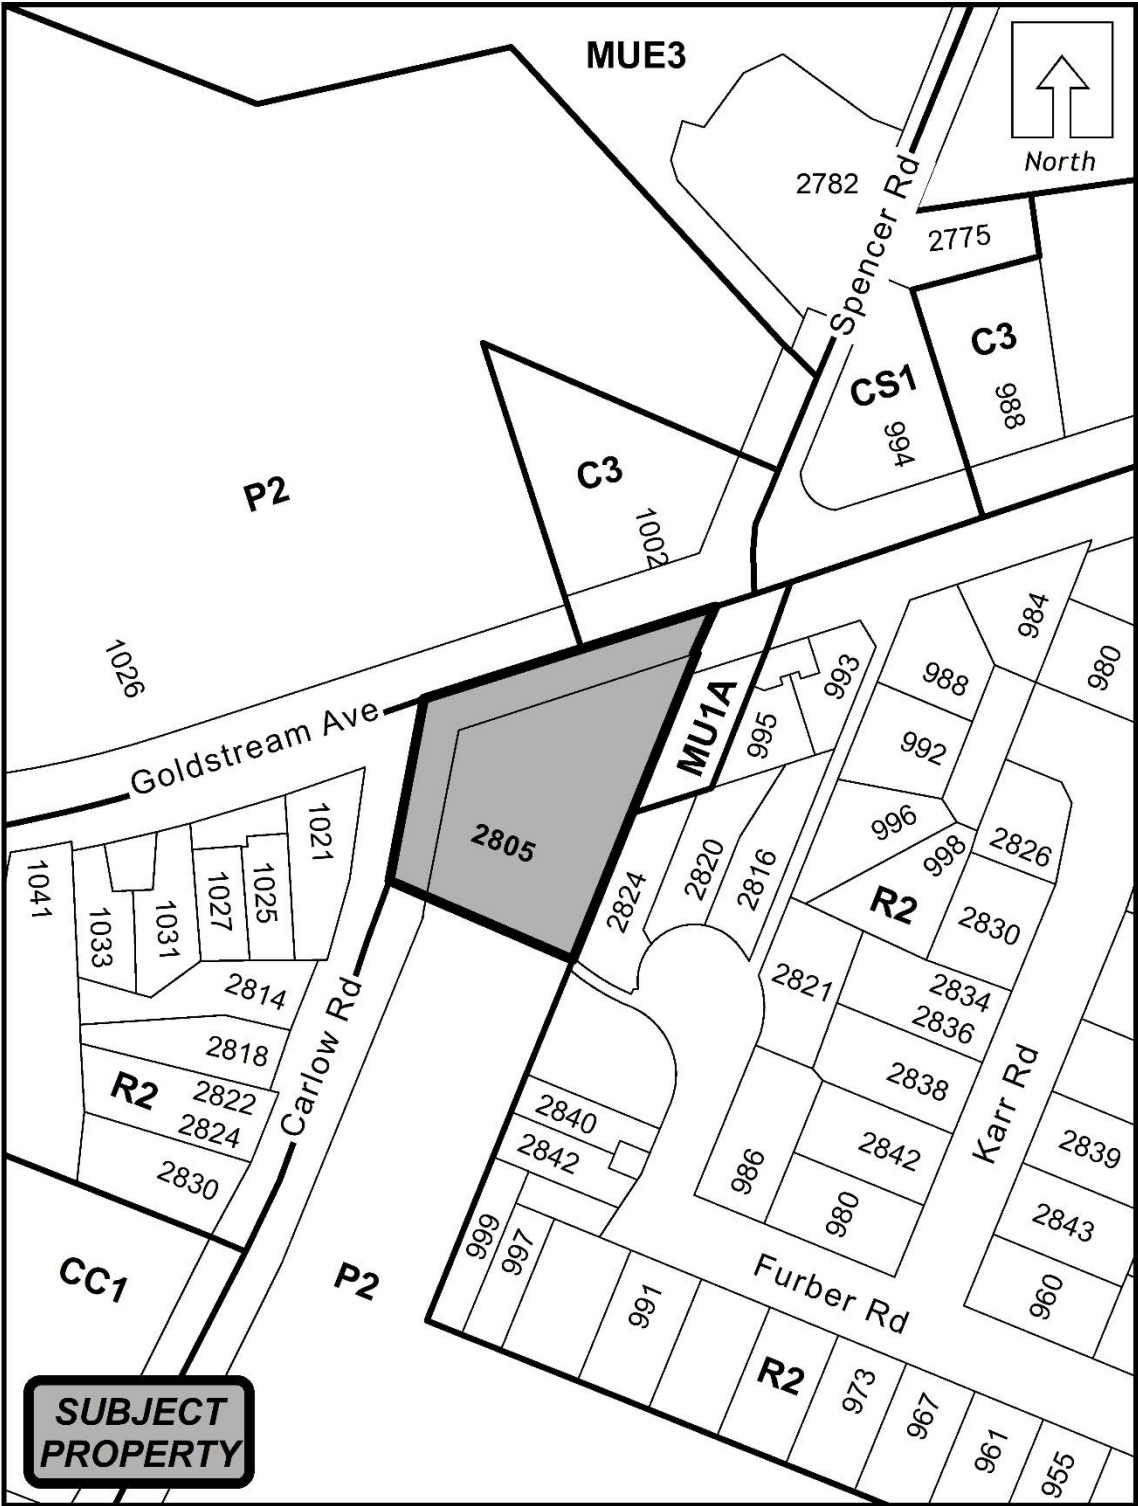 MUE3
North
2782
Spencer Rd
2775
C3
988
CS1
994
C3
1002
P2
1026
Goldstream Ave
984
980
988
993
995
MU1A
992
996
998
2826
R2
2830
2805
2820
2816
2824
1021
1025
1027
1031
1033
1041
2814
2818
R2
2822
2824
2830
Carlow Rd
2821
2834
2836
2838
2842
980
986
Karr Rd
2839
2843
960
2840
2842
999
997
991
Furber Rd
R2
973
967
961
955
CC1
P2
SUBJECT
PROPERTY